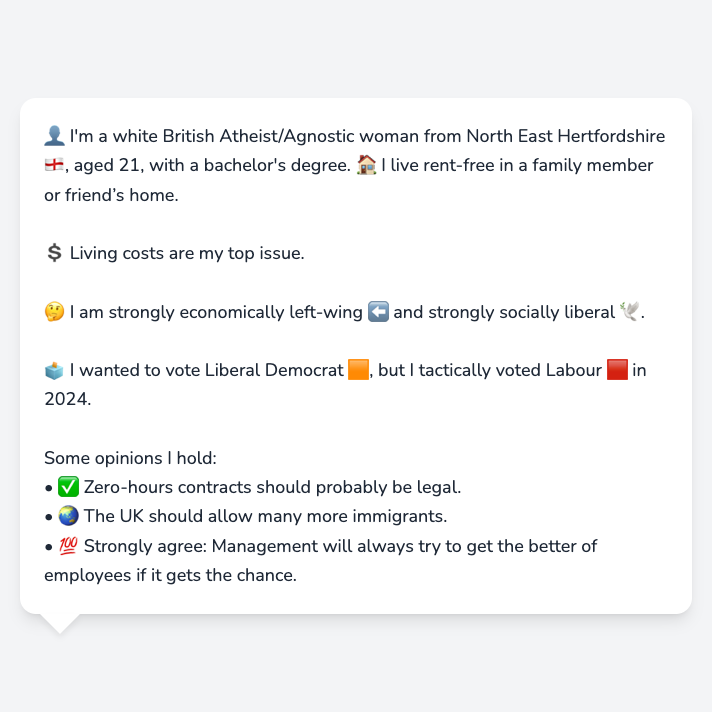 👤 I'm a white British Atheist/Agnostic woman from North East Hertfordshire
🏴󠁧󠁢󠁥󠁮󠁧󠁿, aged 21, with a bachelor's degree. 🏠 I live rent-free in a family member
or friend’s home.
💲 Living costs are my top issue.
🤔 I am strongly economically left-wing ⬅️ and strongly socially liberal 🕊️.
🗳️ I wanted to vote Liberal Democrat 🟧, but I tactically voted Labour 🟥 in
2024.
Some opinions I hold:
• ✅ Zero-hours contracts should probably be legal.
• 🌏 The UK should allow many more immigrants.
• 💯 Strongly agree: Management will always try to get the better of
employees if it gets the chance.